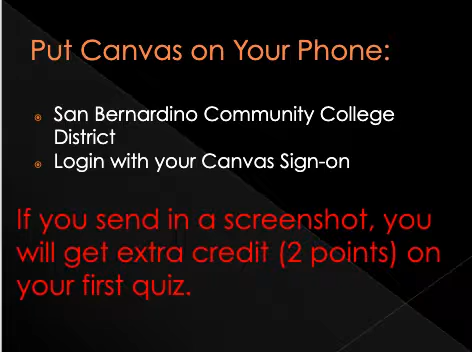 Put Canvas on Your Phone:
San Bernardino Community College
District
Login with your Canvas Sign-on
If you send in a screenshot, you
will get extra credit (2 points) on
your first quiz.